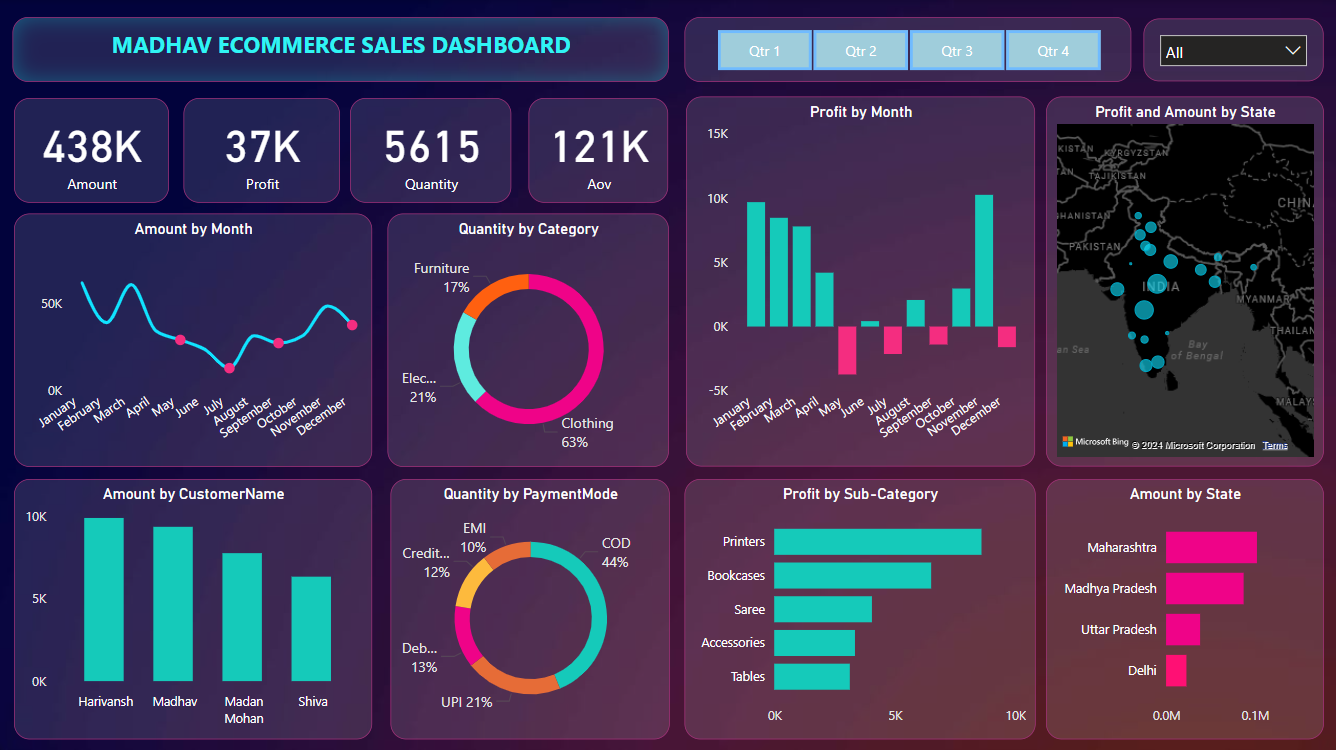 MADHAV ECOMMERCE SALES DASHBOARD
Qtr 1
Qtr 2
Qtr 3
Qtr 4
All
438K
Amount
37K
Profit
5615
Quantity
121K
Aov
Amount by Month
50K
0K
January
February
March
April
May
June
July
August
September
October
November
December
Quantity by Category
Furniture
17%
Elec...
21%
Clothing
63%
Profit by Month
15K
10K
5K
0K
-5K
January
February
March
April
May
June
July
August
September
October
November
December
Profit and Amount by State
KISTAN
KYRGYZSTAN
TAJIKISTAN
CHIN
GHANISTAN
PAKISTAN
INDIA
MYANMAR
THAILAN
Bay
of Bengal
an Sea
MALAY
Microsoft Bing
© 2024 Microsoft Corporation
Terms
Amount by CustomerName
10K
5K
0K
Harivansh
Madhav
Madan
Mohan
Shiva
Quantity by PaymentMode
EMI
10%
COD
44%
Credit...
12%
Deb...
13%
UPI 21%
Profit by Sub-Category
Printers
Bookcases
Saree
Accessories
Tables
0K
5K
10K
Amount by State
Maharashtra
Madhya Pradesh
Uttar Pradesh
Delhi
0.0M
0.1M